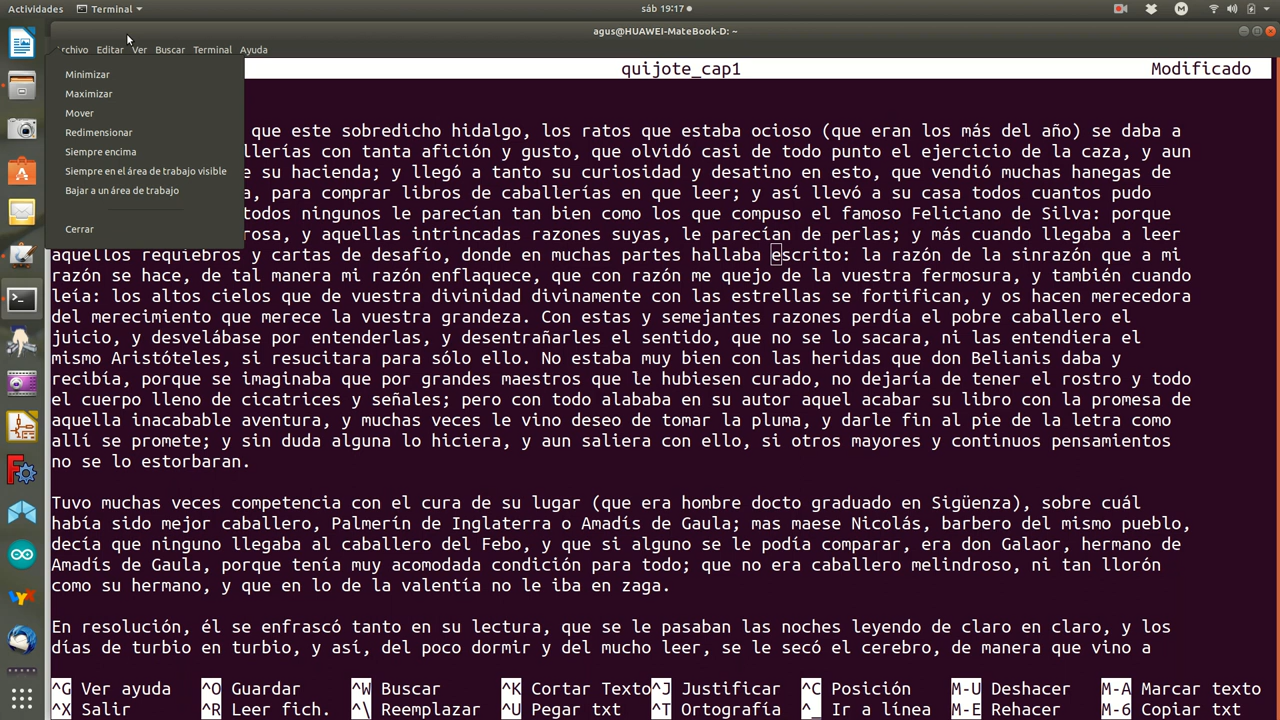 Actividades Terminal sáb 19:17
agus@HUAWEI-MateBook-D: ~
Archivo Editar Ver Buscar Terminal Ayuda
quijote_cap1 Modificado
Minimizar
Maximizar
Mover
Redimensionar
Siempre encima
Siempre en el área de trabajo visible
Bajar a un área de trabajo
Cerrar
que este sobredicho hidalgo, los ratos que estaba ocioso (que eran los más del año) se daba a
llerías con tanta afición y gusto, que olvidó casi de todo punto el ejercicio de la caza, y aun
e su hacienda; y llegó a tanto su curiosidad y desatino en esto, que vendió muchas hanegas de
, para comprar libros de caballerías en que leer; y así llevó a su casa todos cuantos pudo
todos ningunos le parecían tan bien como los que compuso el famoso Feliciano de Silva: porque
rosa, y aquellas intrincadas razones suyas, le parecían de perlas; y más cuando llegaba a leer
aquellos requiebros y cartas de desafío, donde en muchas partes hallaba escrito: la razón de la sinrazón que a mi
razón se hace, de tal manera mi razón enflaquece, que con razón me quejo de la vuestra fermosura, y también cuando
leía: los altos cielos que de vuestra divinidad divinamente con las estrellas se fortifican, y os hacen merecedora
del merecimiento que merece la vuestra grandeza. Con estas y semejantes razones perdía el pobre caballero el
juicio, y desvelábase por entenderlas, y desentrañarles el sentido, que no se lo sacara, ni las entendiera el
mismo Aristóteles, si resucitara para sólo ello. No estaba muy bien con las heridas que don Belianis daba y
recibía, porque se imaginaba que por grandes maestros que le hubiesen curado, no dejaría de tener el rostro y todo
el cuerpo lleno de cicatrices y señales; pero con todo alababa en su autor aquel acabar su libro con la promesa de
aquella inacabable aventura, y muchas veces le vino deseo de tomar la pluma, y darle fin al pie de la letra como
allí se promete; y sin duda alguna lo hiciera, y aun saliera con ello, si otros mayores y continuos pensamientos
no se lo estorbaran.
Tuvo muchas veces competencia con el cura de su lugar (que era hombre docto graduado en Sigüenza), sobre cuál
había sido mejor caballero, Palmerín de Inglaterra o Amadís de Gaula; mas maese Nicolás, barbero del mismo pueblo,
decía que ninguno llegaba al caballero del Febo, y que si alguno se le podía comparar, era don Galaor, hermano de
Amadís de Gaula, porque tenía muy acomodada condición para todo; que no era caballero melindroso, ni tan llorón
como su hermano, y que en lo de la valentía no le iba en zaga.
En resolución, él se enfrascó tanto en su lectura, que se le pasaban las noches leyendo de claro en claro, y los
días de turbio en turbio, y así, del poco dormir y del mucho leer, se le secó el cerebro, de manera que vino a
^G Ver ayuda ^O Guardar ^W Buscar ^K Cortar Texto ^J Justificar ^C Posición M-U Deshacer M-A Marcar texto
^X Salir ^R Leer fich. ^\ Reemplazar ^U Pegar txt ^T Ortografía ^_ Ir a línea M-E Rehacer M-6 Copiar txt